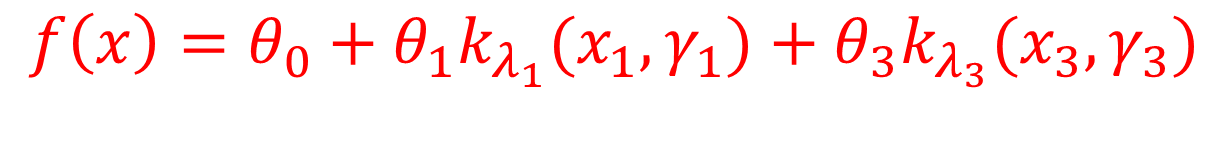 f(x) = θ₀ + θ₁k_{λ₁}(x₁, γ₁) + θ₃k_{λ₃}(x₃, γ₃)